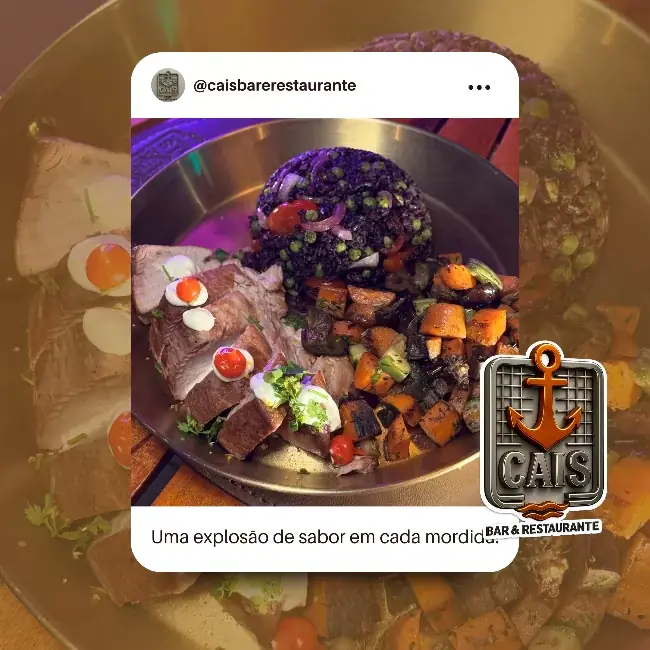 @caisbarerestaurante
Uma explosão de sabor em cada mordida.
CAIS
BAR & RESTAURANTE